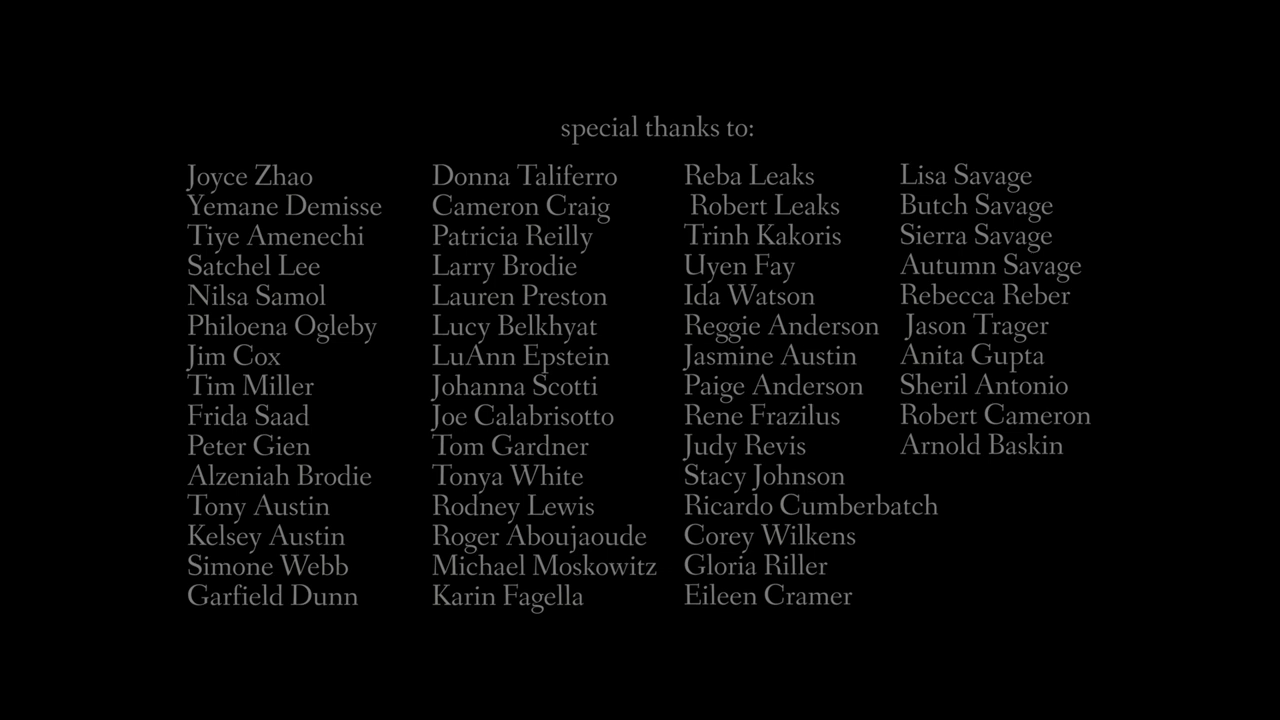 special thanks to:
Joyce Zhao
Yemane Demisse
Tiye Amenechi
Satchel Lee
Nilsa Samol
Philoena Ogleby
Jim Cox
Tim Miller
Frida Saad
Peter Gien
Alzeniah Brodie
Tony Austin
Kelsey Austin
Simone Webb
Garfield Dunn
Donna Taliferro
Cameron Craig
Patricia Reilly
Larry Brodie
Lauren Preston
Lucy Belkhyat
LuAnn Epstein
Johanna Scotti
Joe Calabrisotto
Tom Gardner
Tonya White
Rodney Lewis
Roger Aboujaoude
Michael Moskowitz
Karin Fagella
Reba Leaks
Robert Leaks
Trinh Kakoris
Uyen Fay
Ida Watson
Reggie Anderson
Jasmine Austin
Paige Anderson
Rene Frazilus
Judy Revis
Stacy Johnson
Ricardo Cumberbatch
Corey Wilkens
Gloria Riller
Eileen Cramer
Lisa Savage
Butch Savage
Sierra Savage
Autumn Savage
Rebecca Reber
Jason Trager
Anita Gupta
Sheril Antonio
Robert Cameron
Arnold Baskin